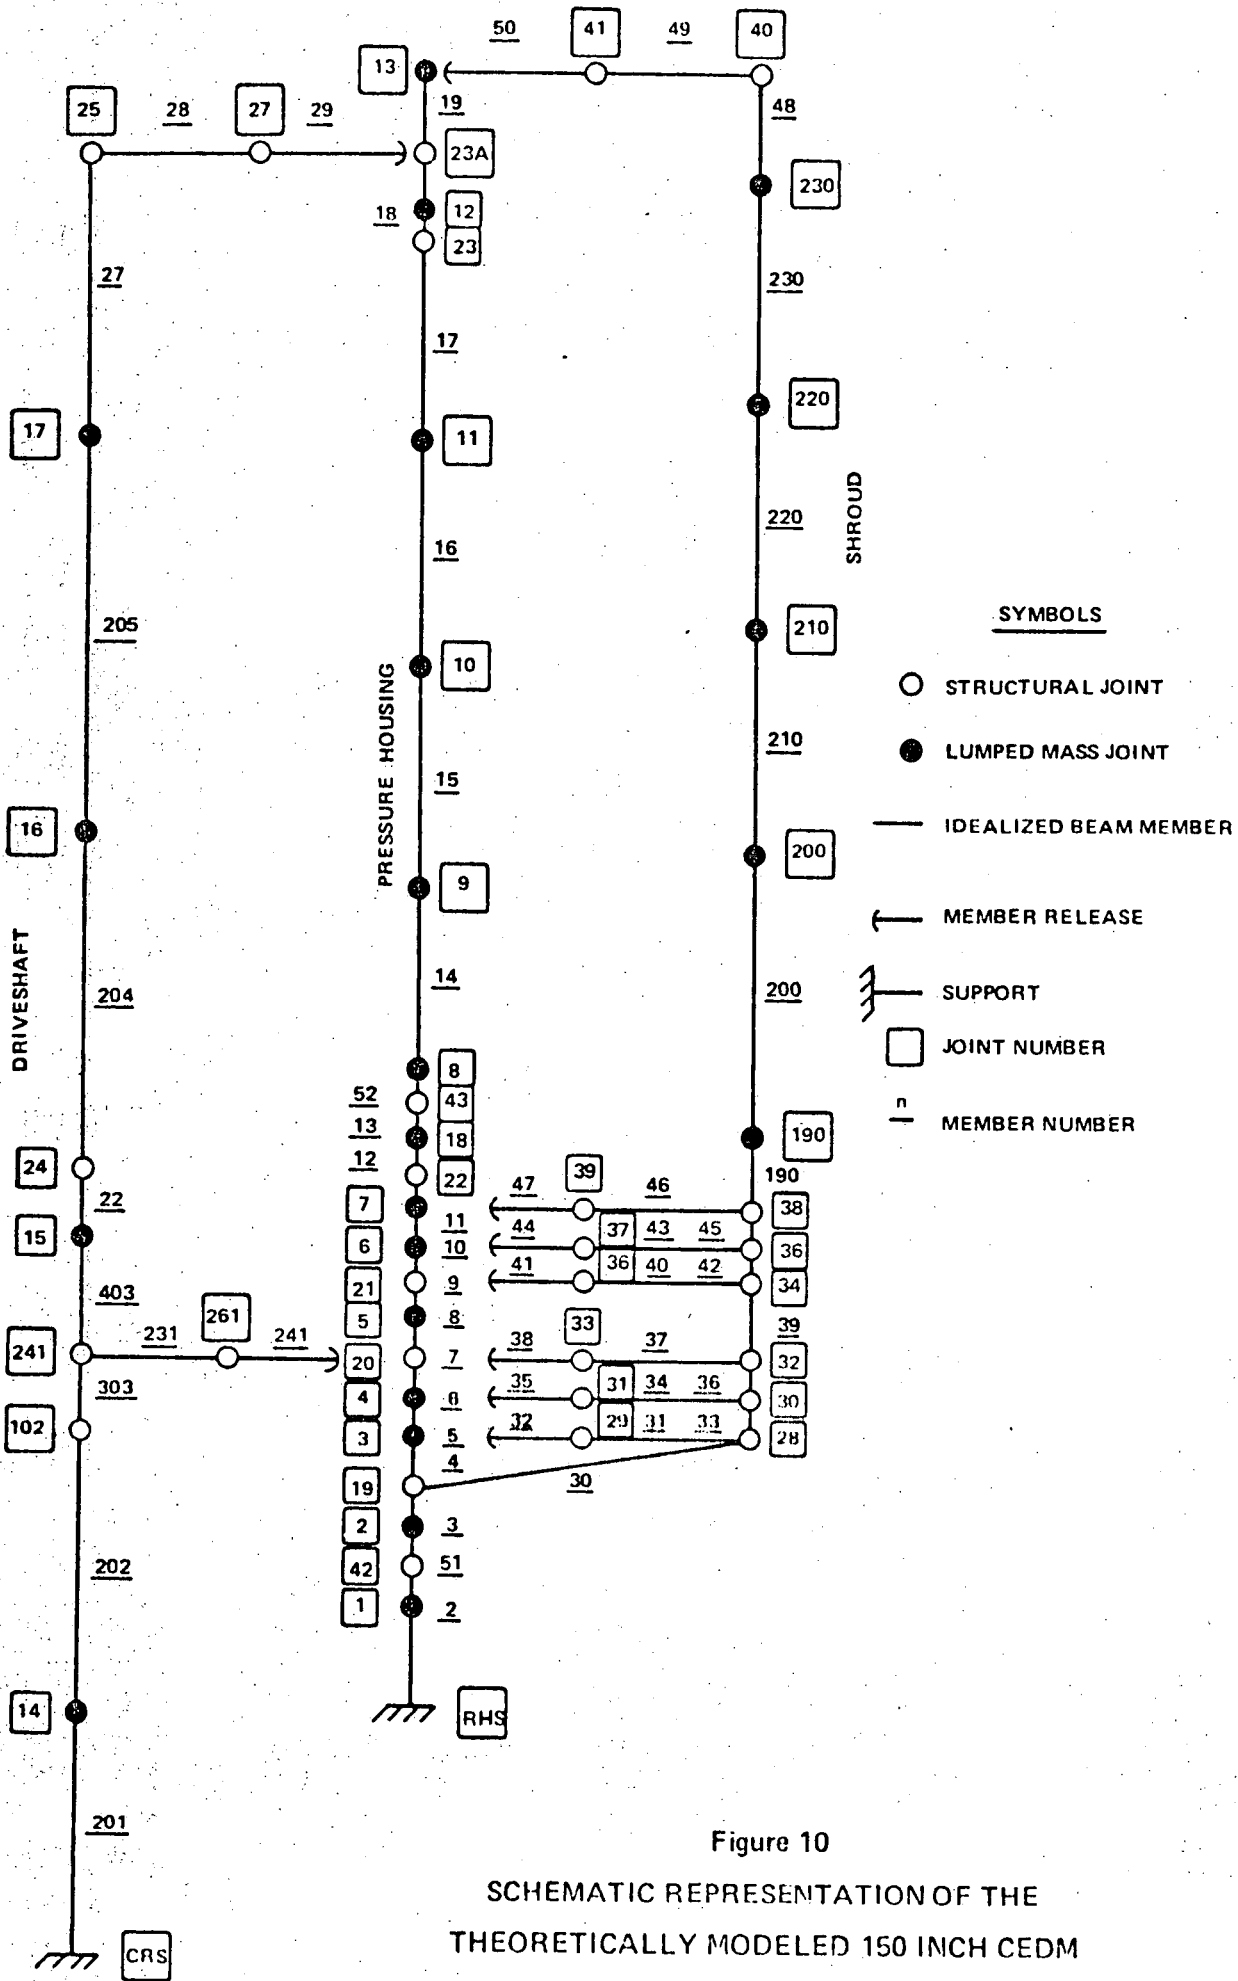 50 41 49 40
13
25 28 27 29 19 48
23A
230
18 12
23
27 230
17
220
17 11
SHROUD
220
16
SYMBOLS
205 210
PRESSURE HOUSING
10
STRUCTURAL JOINT
210 LUMPED MASS JOINT
15
16 IDEALIZED BEAM MEMBER
200
9
MEMBER RELEASE
DRIVESHAFT
14
204 200 SUPPORT
JOINT NUMBER
8
52 43 n
MEMBER NUMBER
13 18 190
12 39
24 22 190
22 7 47 46 38
11 44 37 43 45
15 6 10 36
41 36 40 42
403 21 9 34
5 8 33 39
261
231 241 38 37
241 20 7 32
303 35 31 34 36
4 6 30
102 32 29 31 33
3 5 28
4
19 30
2 3
202 42 51
1 2
14 RHS
201
Figure 10
SCHEMATIC REPRESENTATION OF THE
THEORETICALLY MODELED 150 INCH CEDM
CRS